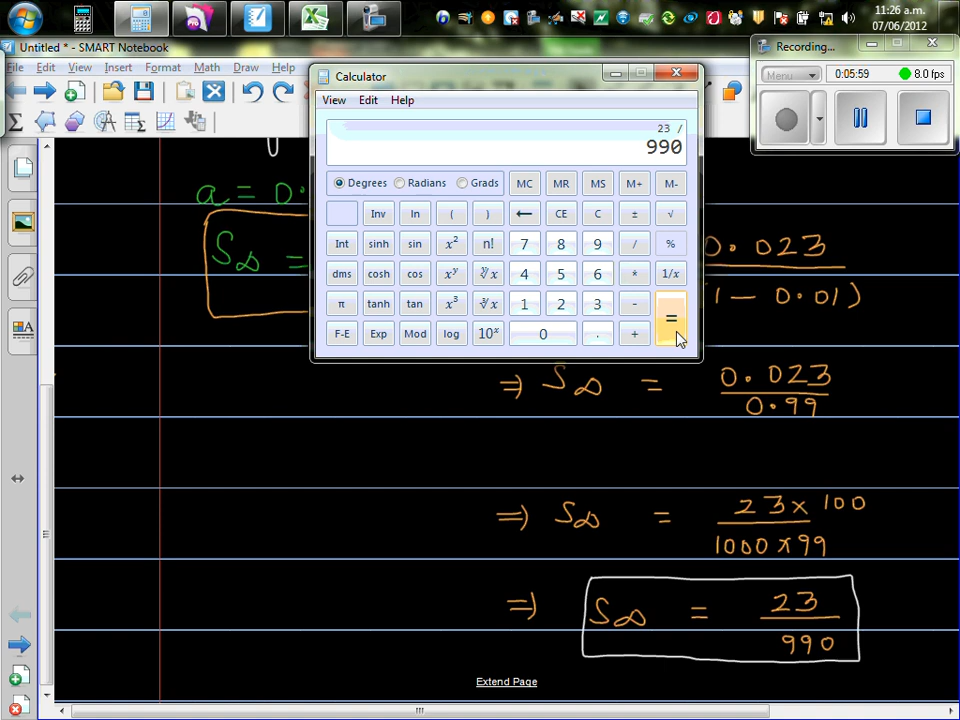 11:26 a.m.
07/06/2012
Untitled * - SMART Notebook
File Edit View Insert Format Math Draw Help
Recording...
Menu
0:05:59 8.0 fps
Calculator
View Edit Help
23 /
990
Degrees Radians Grads MC MR MS M+ M-
Inv ln ( ) ← CE C ± √
Int sinh sin x² n! 7 8 9 / %
dms cosh cos xʸ ʸ√x 4 5 6 * 1/x
π tanh tan x³ ³√x 1 2 3 - =
F-E Exp Mod log 10ˣ 0 . +
a = 0.
S∞ =
0.023
(1 - 0.01)
⇒ S∞ = 0.023
0.99
⇒ S∞ = 23 x 100
1000 x 99
⇒ S∞ = 23
990
Extend Page